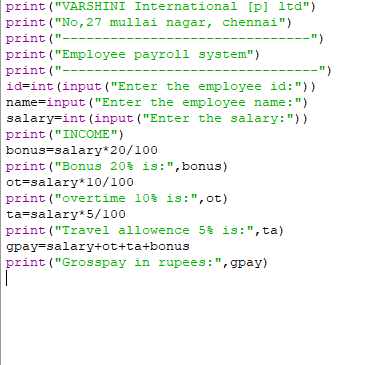 print("VARSHINI International [p] ltd")
print("No,27 mullai nagar, chennai")
print("-------------------------------")
print("Employee payroll system")
print("--------------------------------")
id=int(input("Enter the employee id:"))
name=input("Enter the employee name:")
salary=int(input("Enter the salary:"))
print("INCOME")
bonus=salary*20/100
print("Bonus 20% is:",bonus)
ot=salary*10/100
print("overtime 10% is:",ot)
ta=salary*5/100
print("Travel allowence 5% is:",ta)
gpay=salary+ot+ta+bonus
print("Grosspay in rupees:",gpay)